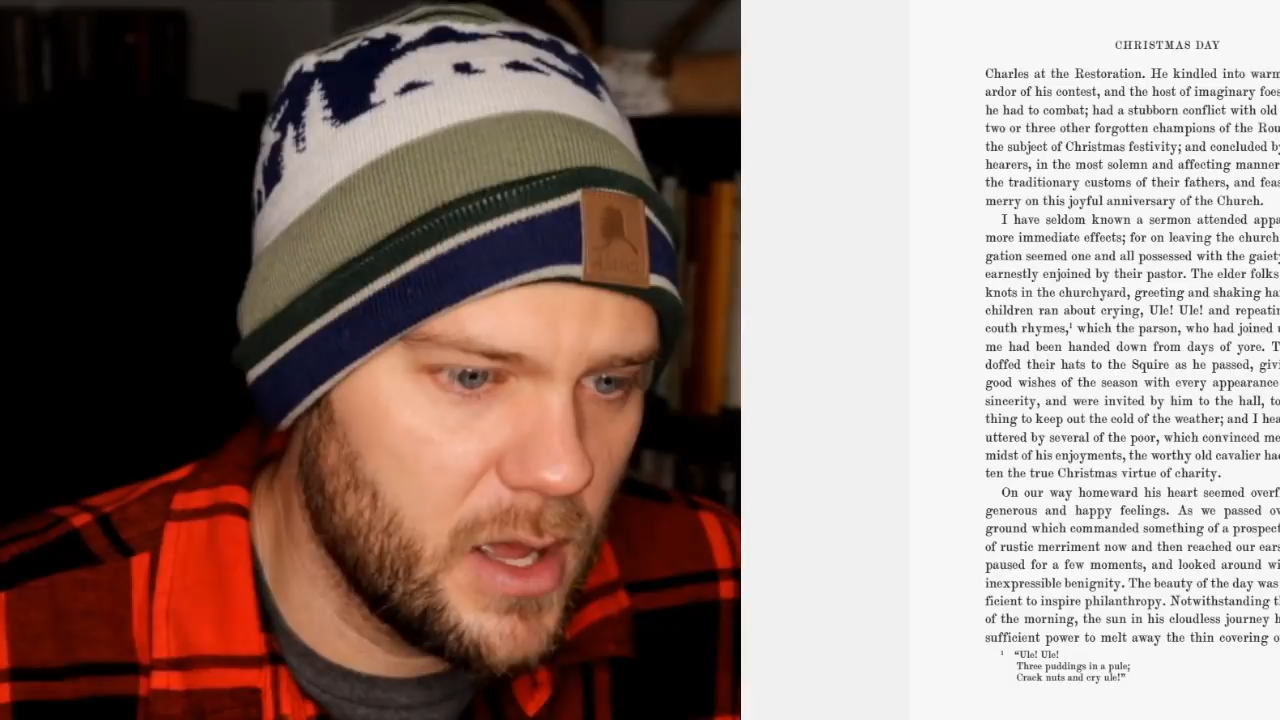 CHRISTMAS DAY
Charles at the Restoration. He kindled into warm
ardor of his contest, and the host of imaginary foes
he had to combat; had a stubborn conflict with old
two or three other forgotten champions of the Rou
the subject of Christmas festivity; and concluded by
hearers, in the most solemn and affecting manner
the traditionary customs of their fathers, and feas
merry on this joyful anniversary of the Church.
I have seldom known a sermon attended appa
more immediate effects; for on leaving the church
gation seemed one and all possessed with the gaiety
earnestly enjoined by their pastor. The elder folks
knots in the churchyard, greeting and shaking ha
children ran about crying, Ule! Ule! and repeatin
couth rhymes,¹ which the parson, who had joined u
me had been handed down from days of yore. T
doffed their hats to the Squire as he passed, givi
good wishes of the season with every appearance
sincerity, and were invited by him to the hall, to
thing to keep out the cold of the weather; and I hea
uttered by several of the poor, which convinced me
midst of his enjoyments, the worthy old cavalier had
ten the true Christmas virtue of charity.
On our way homeward his heart seemed overf
generous and happy feelings. As we passed ov
ground which commanded something of a prospect
of rustic merriment now and then reached our ears
paused for a few moments, and looked around wi
inexpressible benignity. The beauty of the day was
ficient to inspire philanthropy. Notwithstanding t
of the morning, the sun in his cloudless journey h
sufficient power to melt away the thin covering o
¹ “Ule! Ule!
Three puddings in a pule;
Crack nuts and cry ule!”